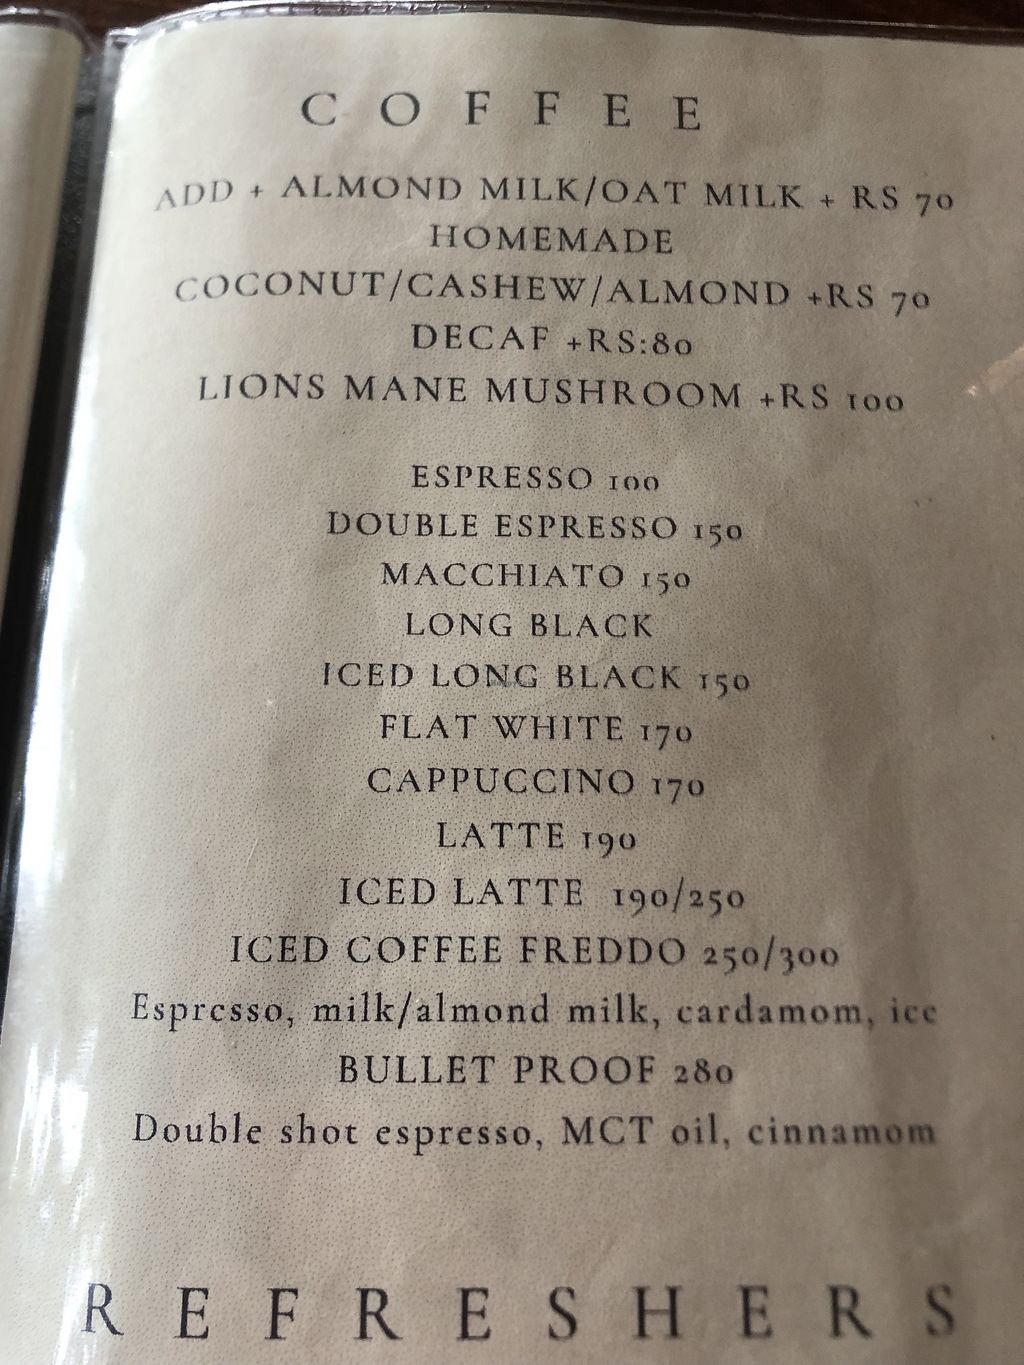 COFFEE
ADD + ALMOND MILK/OAT MILK + RS 70
HOMEMADE
COCONUT/CASHEW/ALMOND +RS 70
DECAF +RS:80
LIONS MANE MUSHROOM +RS 100
ESPRESSO 100
DOUBLE ESPRESSO 150
MACCHIATO 150
LONG BLACK
ICED LONG BLACK 150
FLAT WHITE 170
CAPPUCCINO 170
LATTE 190
ICED LATTE 190/250
ICED COFFEE FREDDO 250/300
Espresso, milk/almond milk, cardamom, ice
BULLET PROOF 280
Double shot espresso, MCT oil, cinnamom
REFRESHERS